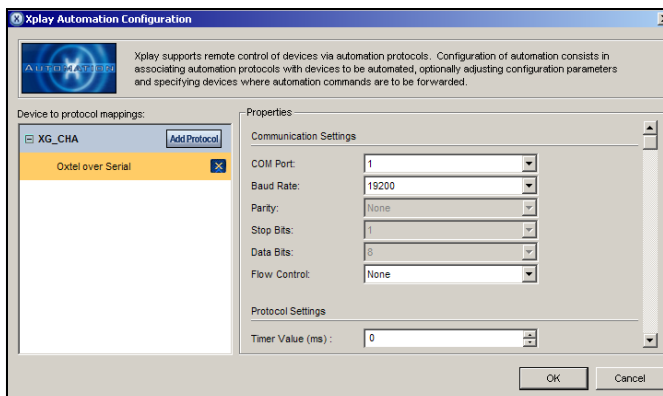 Xplay Automation Configuration
AUTOMATION
Xplay supports remote control of devices via automation protocols. Configuration of automation consists in
associating automation protocols with devices to be automated, optionally adjusting configuration parameters
and specifying devices where automation commands are to be forwarded.
Device to protocol mappings:
XG_CHA
Add Protocol
Oxtel over Serial
Properties
Communication Settings
COM Port: 1
Baud Rate: 19200
Parity: None
Stop Bits: 1
Data Bits: 8
Flow Control: None
Protocol Settings
Timer Value (ms) : 0
OK Cancel